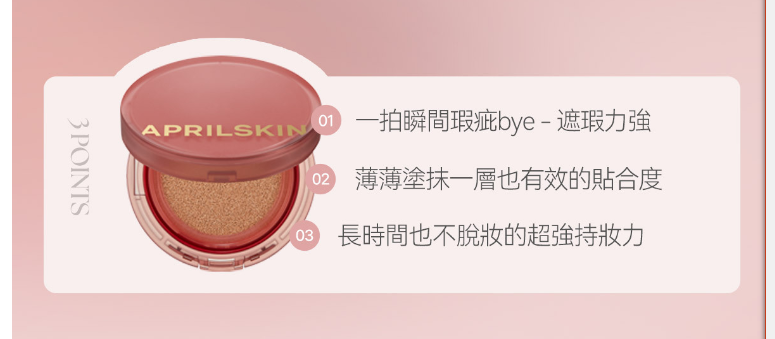 3 POINTS
APRILSKIN
01 一拍瞬間瑕疵bye - 遮瑕力強
02 薄薄塗抹一層也有效的貼合度
03 長時間也不脫妝的超強持妝力